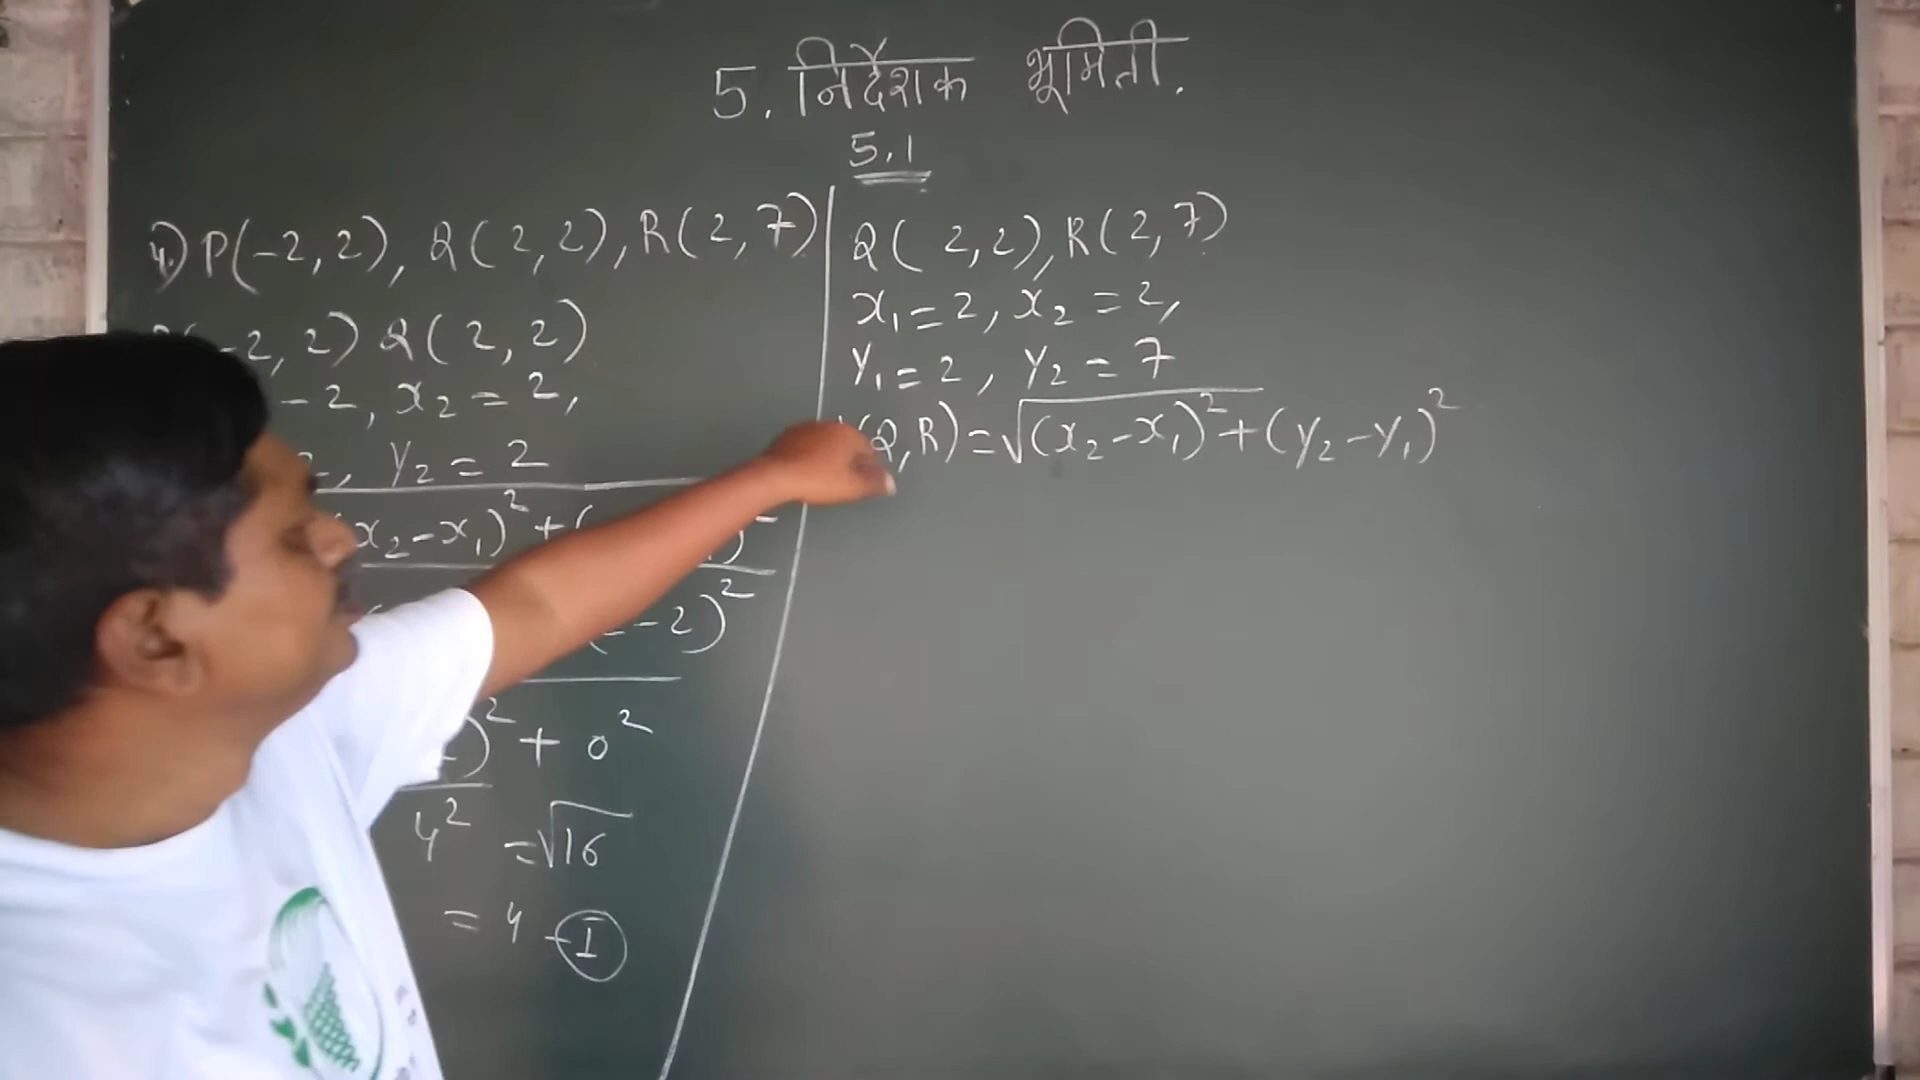 5. निर्देशक भूमिती.
5.1
4.) P(-2, 2), Q(2, 2), R(2, 7)
-2, 2) Q(2, 2)
-2, x₂ = 2,
, y₂ = 2
x₂-x₁)² + (
-2)²
)² + 0²
4² = √16
= 4 - I
Q( 2, 2), R(2, 7)
x₁ = 2, x₂ = 2,
y₁ = 2, y₂ = 7
(Q, R) = √(x₂-x₁)² + (y₂-y₁)²